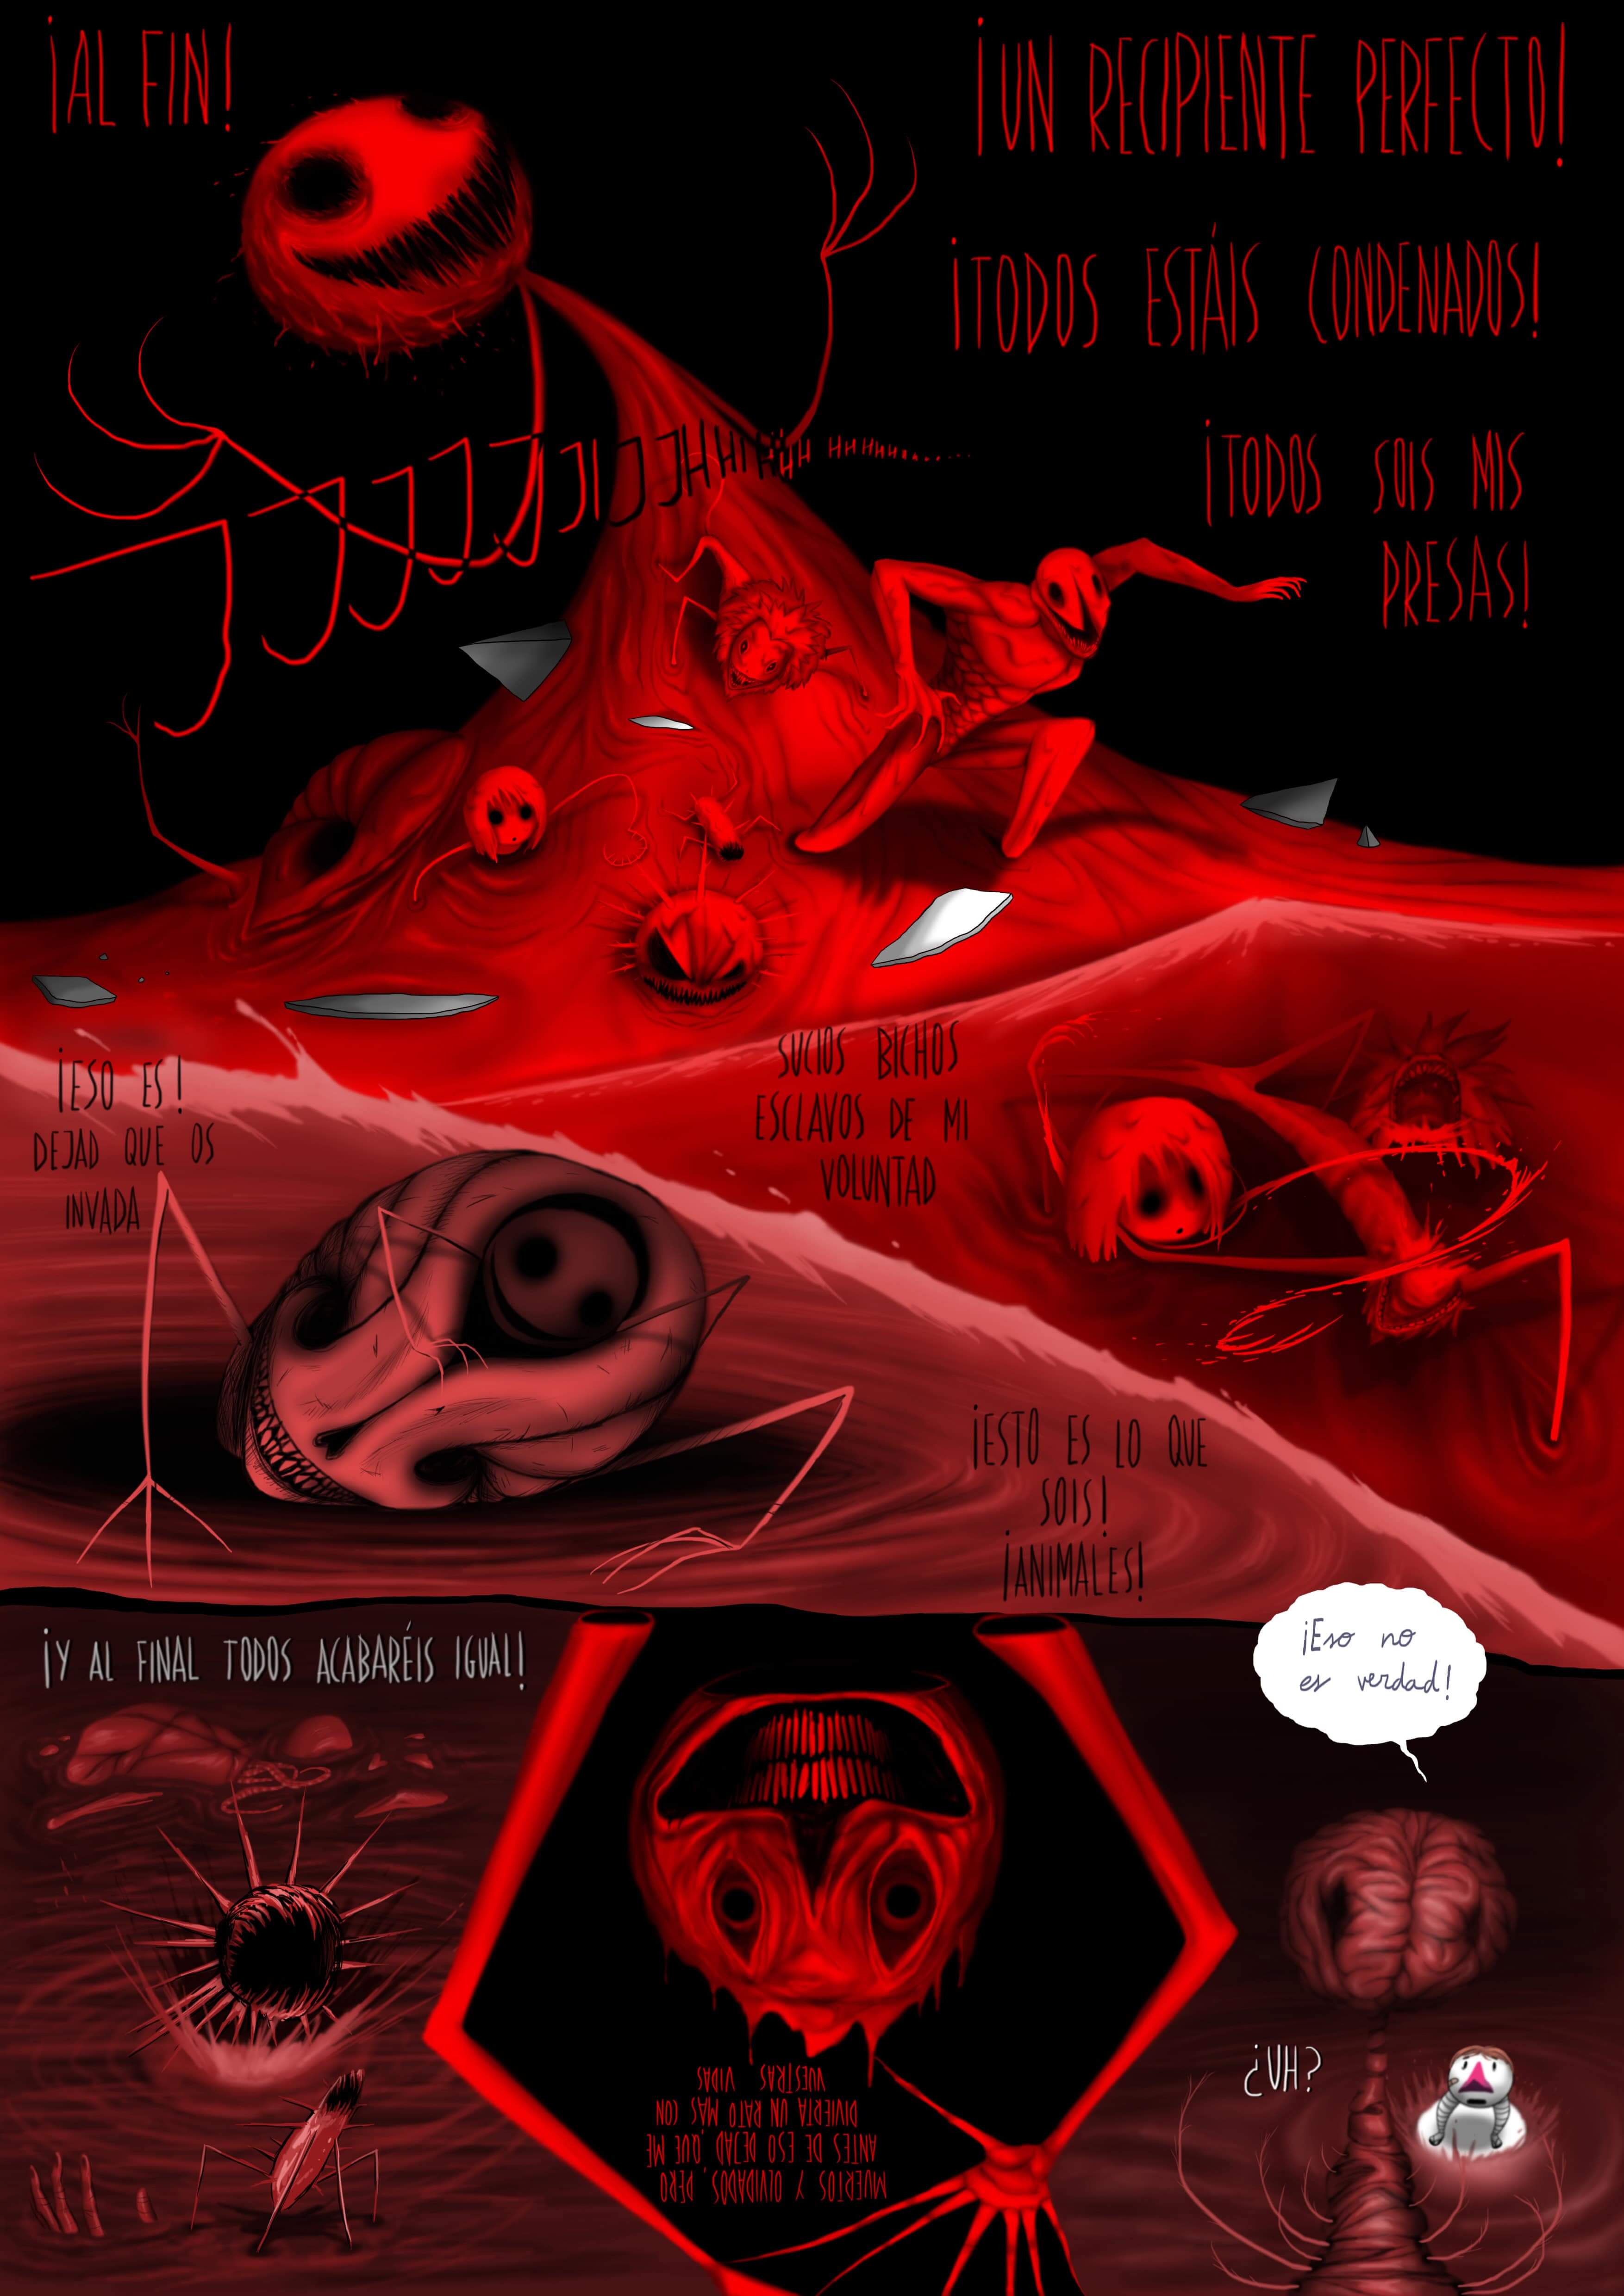 ¡AL FIN!
¡UN RECIPIENTE PERFECTO!
¡TODOS ESTÁIS CONDENADOS!
¡TODOS SOIS MIS
PRESAS!
¡ESO ES!
DEJAD QUE OS
INVADA
SUCIOS BICHOS
ESCLAVOS DE MI
VOLUNTAD
¡ESTO ES LO QUE
SOIS!
¡ANIMALES!
¡Y AL FINAL TODOS ACABARÉIS IGUAL!
MUERTOS Y OLVIDADOS, PERO
ANTES DE ESO DEJAD QUE ME
DIVIERTA UN RATO MAS CON
VUESTRAS VIDAS
¡Eso no
es verdad!
¿UH?